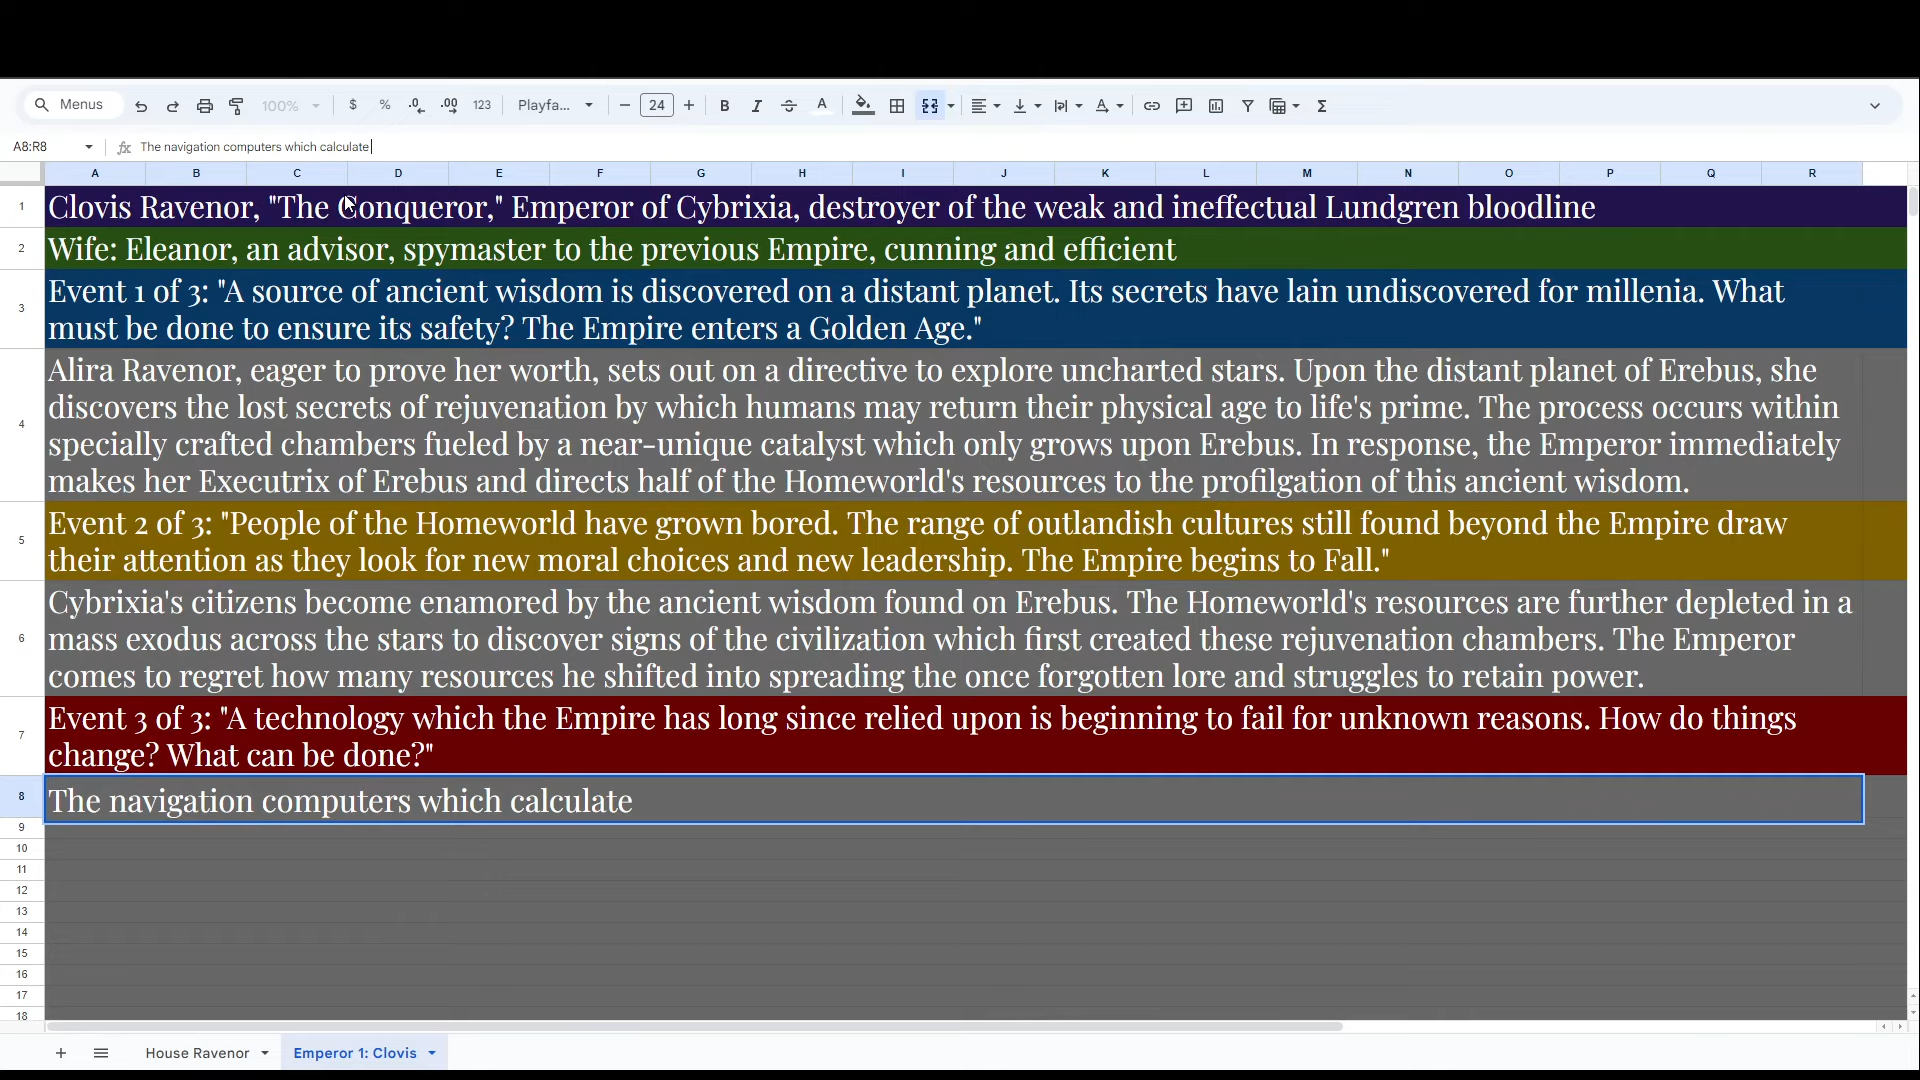 Menus
100%
$
%
.0
.00
123
Playfa...
24
B
I
A
Σ
A8:R8
fx The navigation computers which calculate
A B C D E F G H I J K L M N O P Q R
1 Clovis Ravenor, "The Conqueror," Emperor of Cybrixia, destroyer of the weak and ineffectual Lundgren bloodline
2 Wife: Eleanor, an advisor, spymaster to the previous Empire, cunning and efficient
3 Event 1 of 3: "A source of ancient wisdom is discovered on a distant planet. Its secrets have lain undiscovered for millenia. What
must be done to ensure its safety? The Empire enters a Golden Age."
4 Alira Ravenor, eager to prove her worth, sets out on a directive to explore uncharted stars. Upon the distant planet of Erebus, she
discovers the lost secrets of rejuvenation by which humans may return their physical age to life's prime. The process occurs within
specially crafted chambers fueled by a near-unique catalyst which only grows upon Erebus. In response, the Emperor immediately
makes her Executrix of Erebus and directs half of the Homeworld's resources to the profilgation of this ancient wisdom.
5 Event 2 of 3: "People of the Homeworld have grown bored. The range of outlandish cultures still found beyond the Empire draw
their attention as they look for new moral choices and new leadership. The Empire begins to Fall."
6 Cybrixia's citizens become enamored by the ancient wisdom found on Erebus. The Homeworld's resources are further depleted in a
mass exodus across the stars to discover signs of the civilization which first created these rejuvenation chambers. The Emperor
comes to regret how many resources he shifted into spreading the once forgotten lore and struggles to retain power.
7 Event 3 of 3: "A technology which the Empire has long since relied upon is beginning to fail for unknown reasons. How do things
change? What can be done?"
8 The navigation computers which calculate
9
10
11
12
13
14
15
16
17
18
House Ravenor
Emperor 1: Clovis